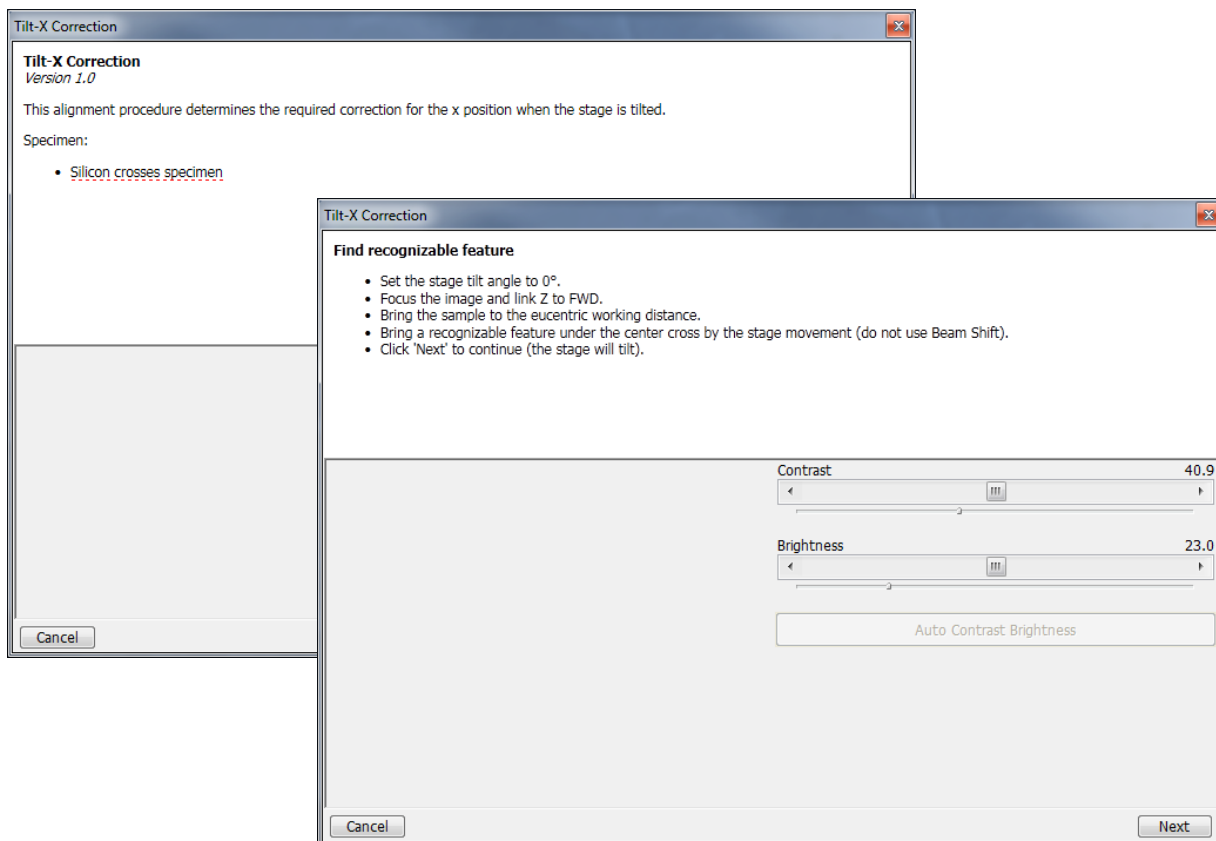 Tilt-X Correction
Tilt-X Correction
Version 1.0
This alignment procedure determines the required correction for the x position when the stage is tilted.
Specimen:
• Silicon crosses specimen
Cancel
Tilt-X Correction
Find recognizable feature
• Set the stage tilt angle to 0°.
• Focus the image and link Z to FWD.
• Bring the sample to the eucentric working distance.
• Bring a recognizable feature under the center cross by the stage movement (do not use Beam Shift).
• Click 'Next' to continue (the stage will tilt).
Contrast 40.9
Brightness 23.0
Auto Contrast Brightness
Cancel Next